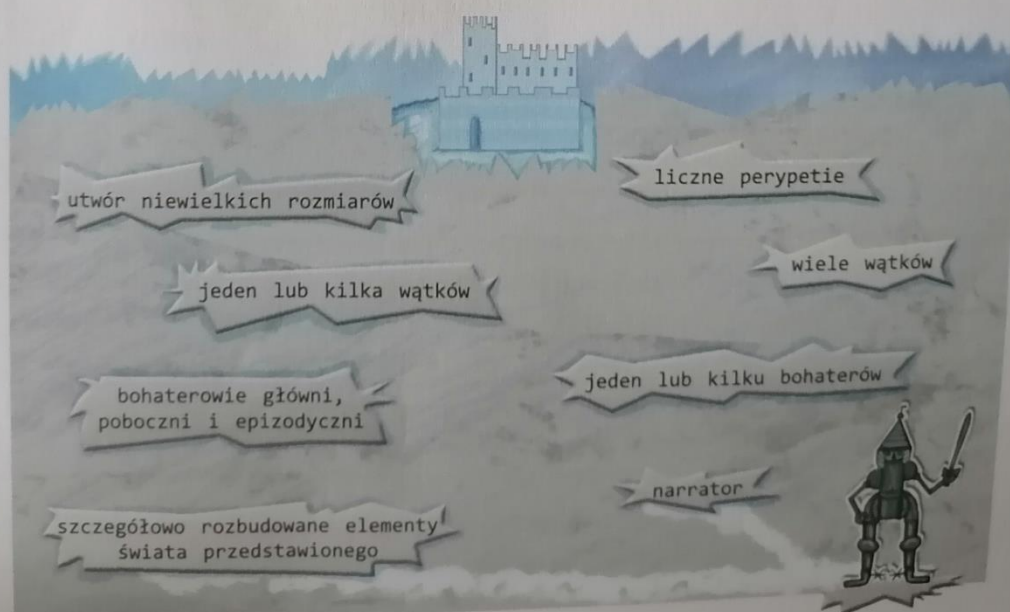 utwór niewielkich rozmiarów
liczne perypetie
wiele wątków
jeden lub kilka wątków
bohaterowie główni,
poboczni i epizodyczni
jeden lub kilku bohaterów
narrator
szczegółowo rozbudowane elementy
świata przedstawionego